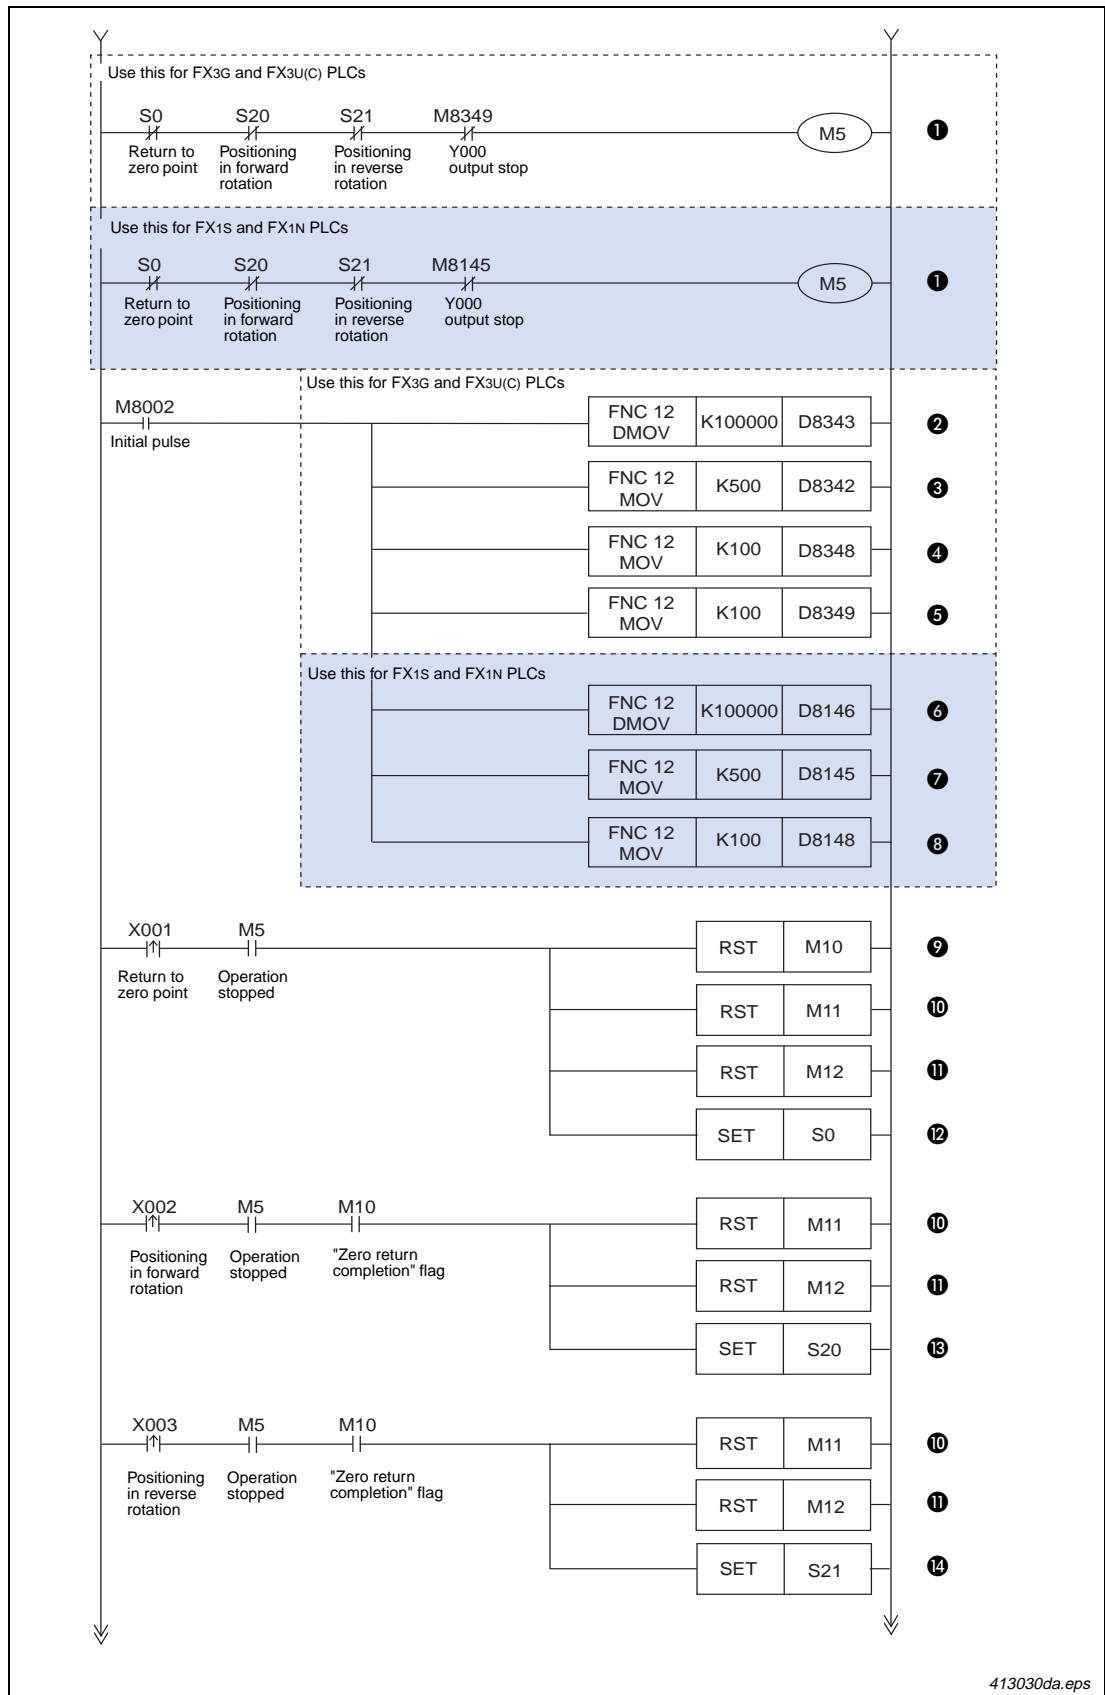 Use this for FX3G and FX3U(C) PLCs
S0 S20 S21 M8349
M5 ❶
Return to zero point
Positioning in forward rotation
Positioning in reverse rotation
Y000 output stop
Use this for FX1S and FX1N PLCs
S0 S20 S21 M8145
M5 ❶
Return to zero point
Positioning in forward rotation
Positioning in reverse rotation
Y000 output stop
Use this for FX3G and FX3U(C) PLCs
M8002
Initial pulse
FNC 12 DMOV K100000 D8343 ❷
FNC 12 MOV K500 D8342 ❸
FNC 12 MOV K100 D8348 ❹
FNC 12 MOV K100 D8349 ❺
Use this for FX1S and FX1N PLCs
FNC 12 DMOV K100000 D8146 ❻
FNC 12 MOV K500 D8145 ❼
FNC 12 MOV K100 D8148 ❽
X001 M5
Return to zero point
Operation stopped
RST M10 ❾
RST M11 ❿
RST M12 ⓫
SET S0 ⓬
X002 M5 M10
Positioning in forward rotation
Operation stopped
"Zero return completion" flag
RST M11 ❿
RST M12 ⓫
SET S20 ⓭
X003 M5 M10
Positioning in reverse rotation
Operation stopped
"Zero return completion" flag
RST M11 ❿
RST M12 ⓫
SET S21 ⓮
413030da.eps